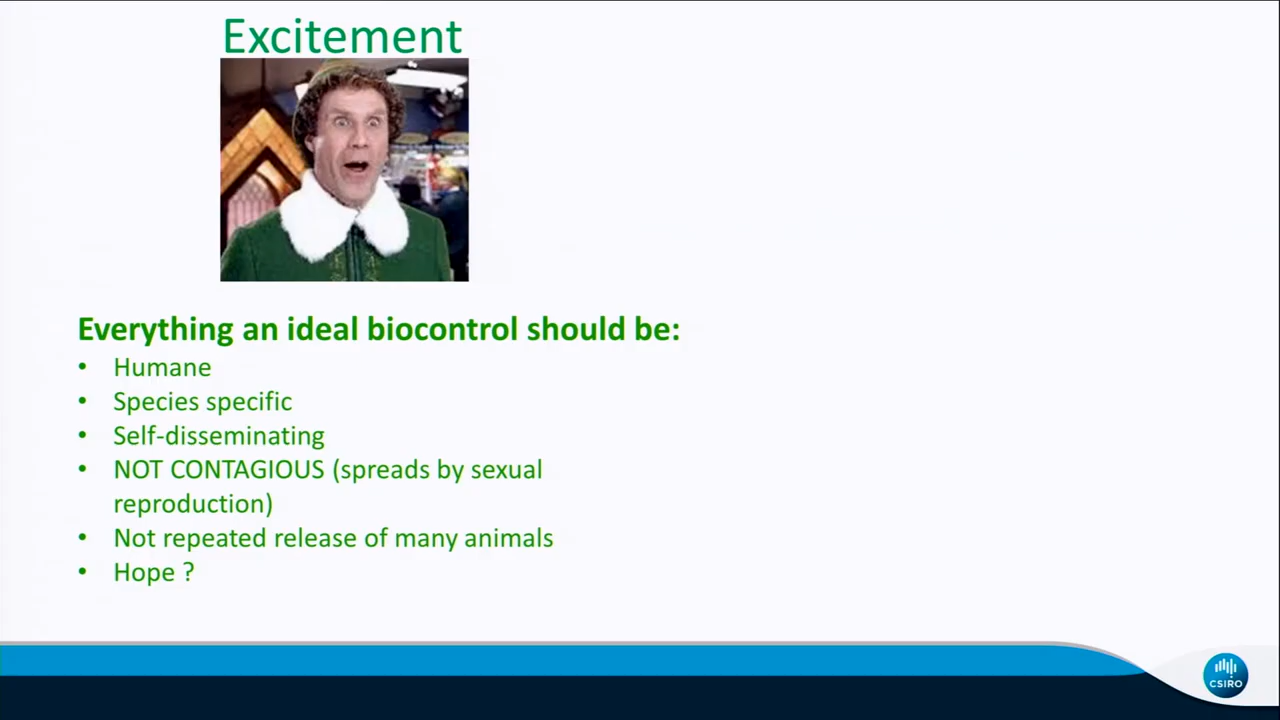 Excitement
Everything an ideal biocontrol should be:
• Humane
• Species specific
• Self-disseminating
• NOT CONTAGIOUS (spreads by sexual
reproduction)
• Not repeated release of many animals
• Hope ?
CSIRO